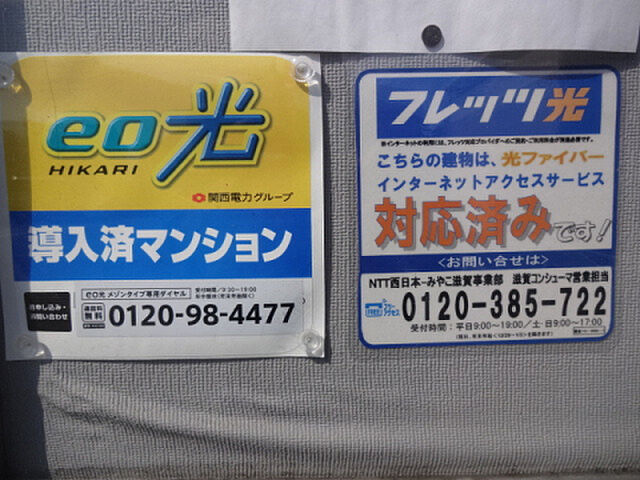 eo光
HIKARI
関西電力グループ
導入済マンション
お申し込み・
お問い合わせ
eo光 メゾンタイプ専用ダイヤル
通話料
無料
0120-98-4477
フレッツ光
こちらの建物は、光ファイバー
インターネットアクセスサービス
対応済みです!
<お問い合せは>
NTT西日本-みやこ滋賀事業部 滋賀コンシューマ営業担当
0120-385-722
受付時間：平日9:00～19:00/土・日9:00～17:00